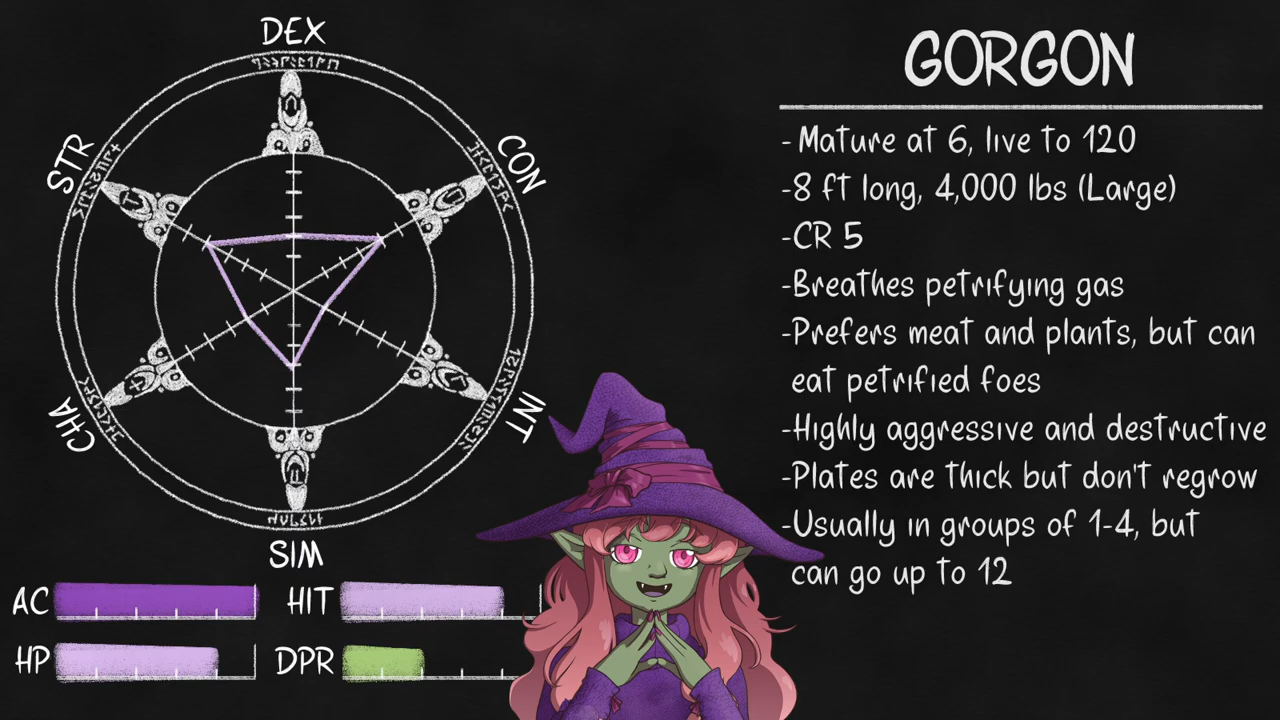 DEX
STR
CON
CHA
INT
SIM
AC
HIT
HP
DPR
GORGON
-Mature at 6, live to 120
-8 ft long, 4,000 lbs (Large)
-CR 5
-Breathes petrifying gas
-Prefers meat and plants, but can
eat petrified foes
-Highly aggressive and destructive
-Plates are thick but don't regrow
-Usually in groups of 1-4, but
can go up to 12